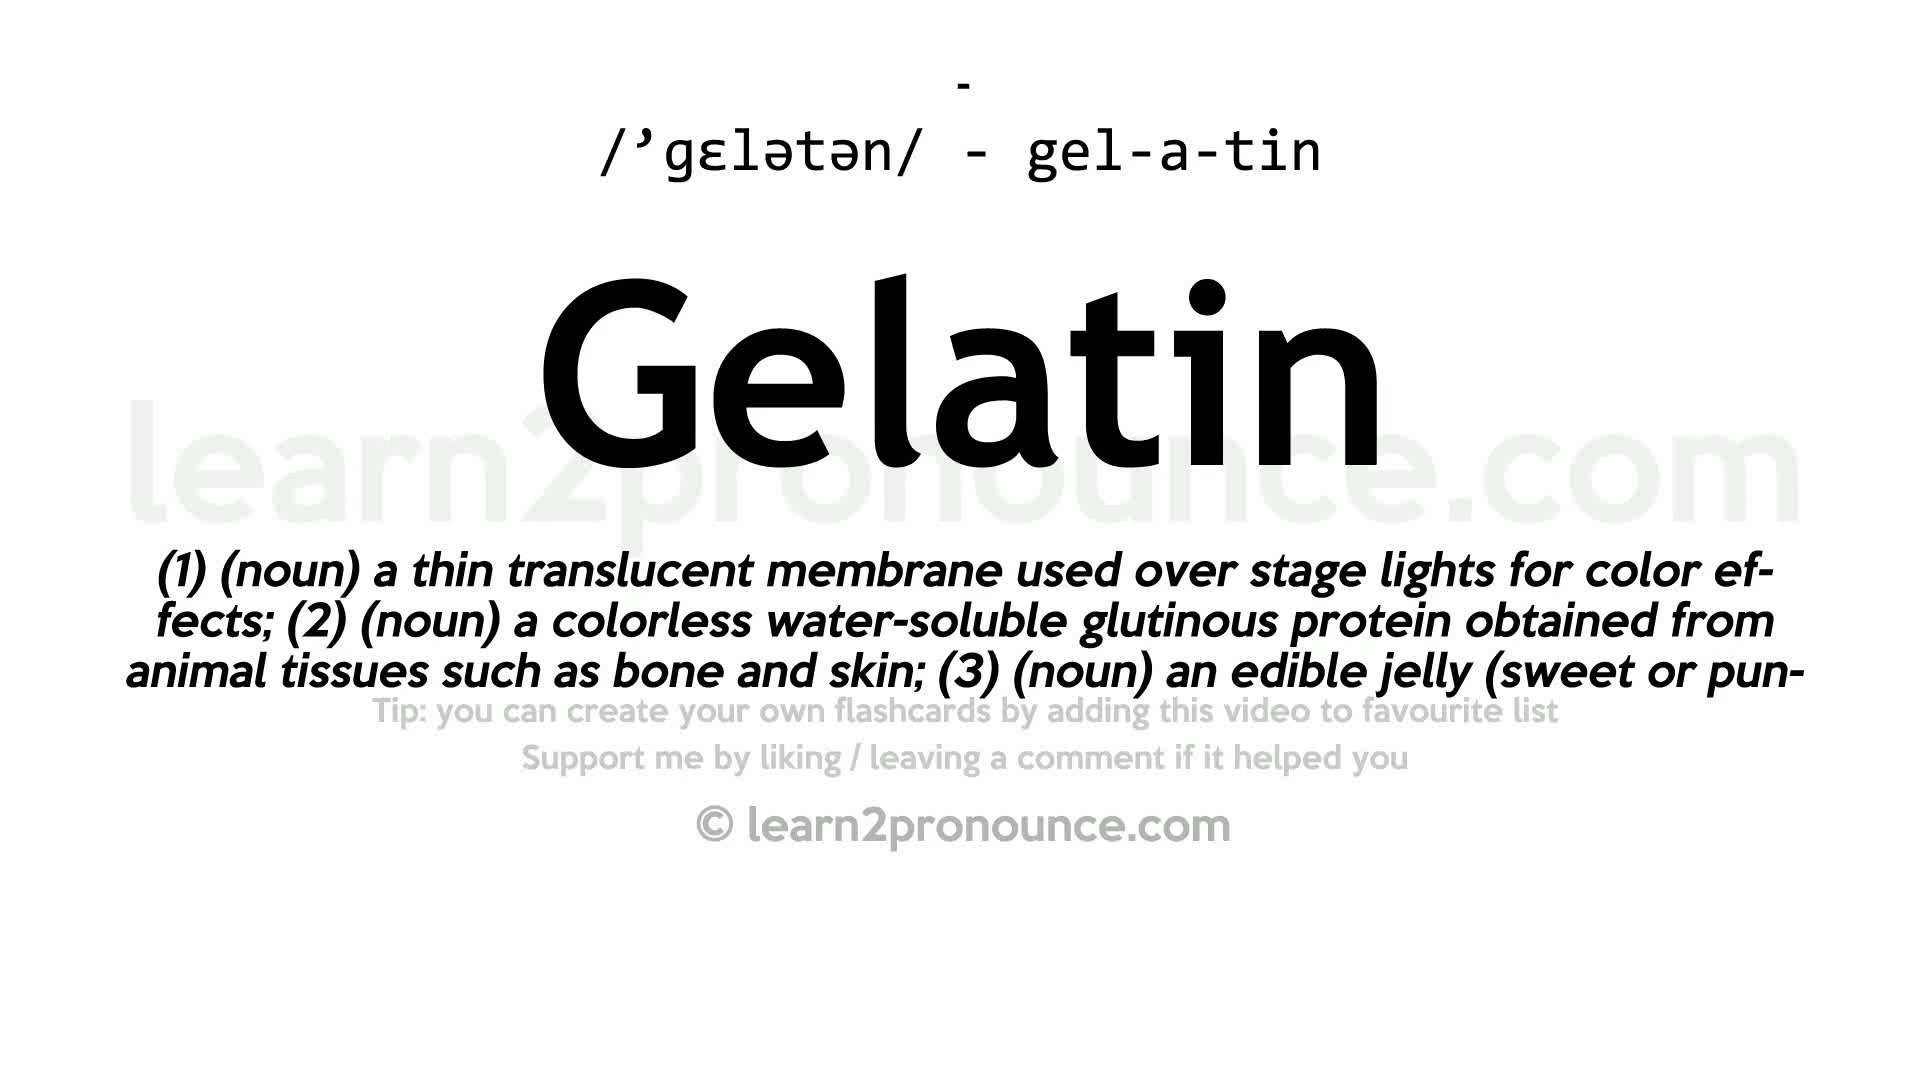 -
/’ɡɛlətən/ - gel-a-tin
Gelatin
learn2pronounce.com
(1) (noun) a thin translucent membrane used over stage lights for color ef-
fects; (2) (noun) a colorless water-soluble glutinous protein obtained from
animal tissues such as bone and skin; (3) (noun) an edible jelly (sweet or pun-
Tip: you can create your own flashcards by adding this video to favourite list
Support me by liking / leaving a comment if it helped you
© learn2pronounce.com